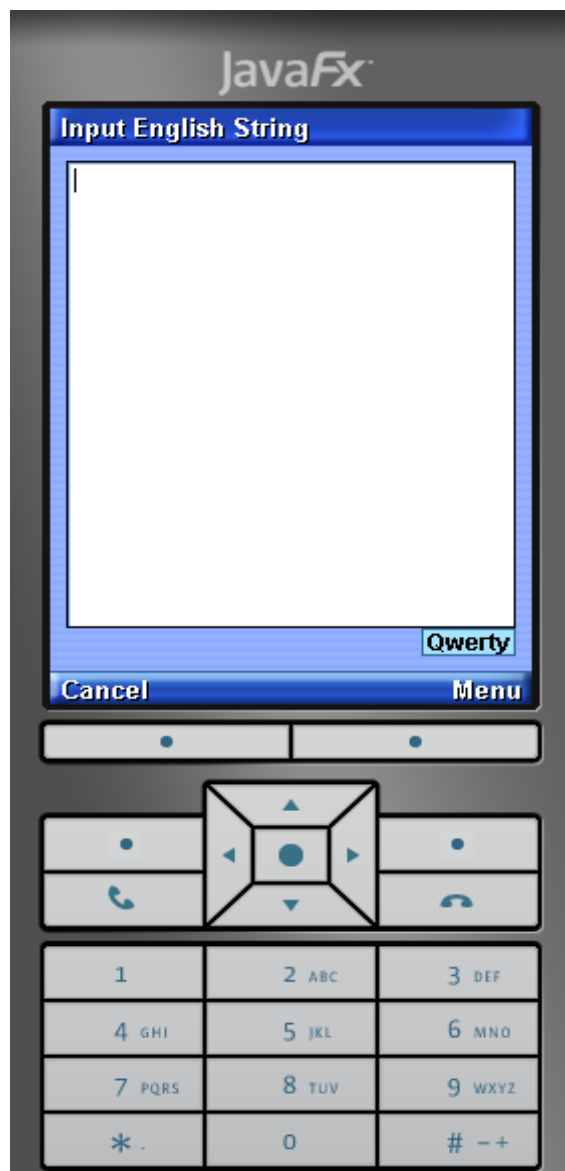 JavaFx™
Input English String
Qwerty
Cancel Menu
1 2 ABC 3 DEF
4 GHI 5 JKL 6 MNO
7 PQRS 8 TUV 9 WXYZ
* . 0 # - +